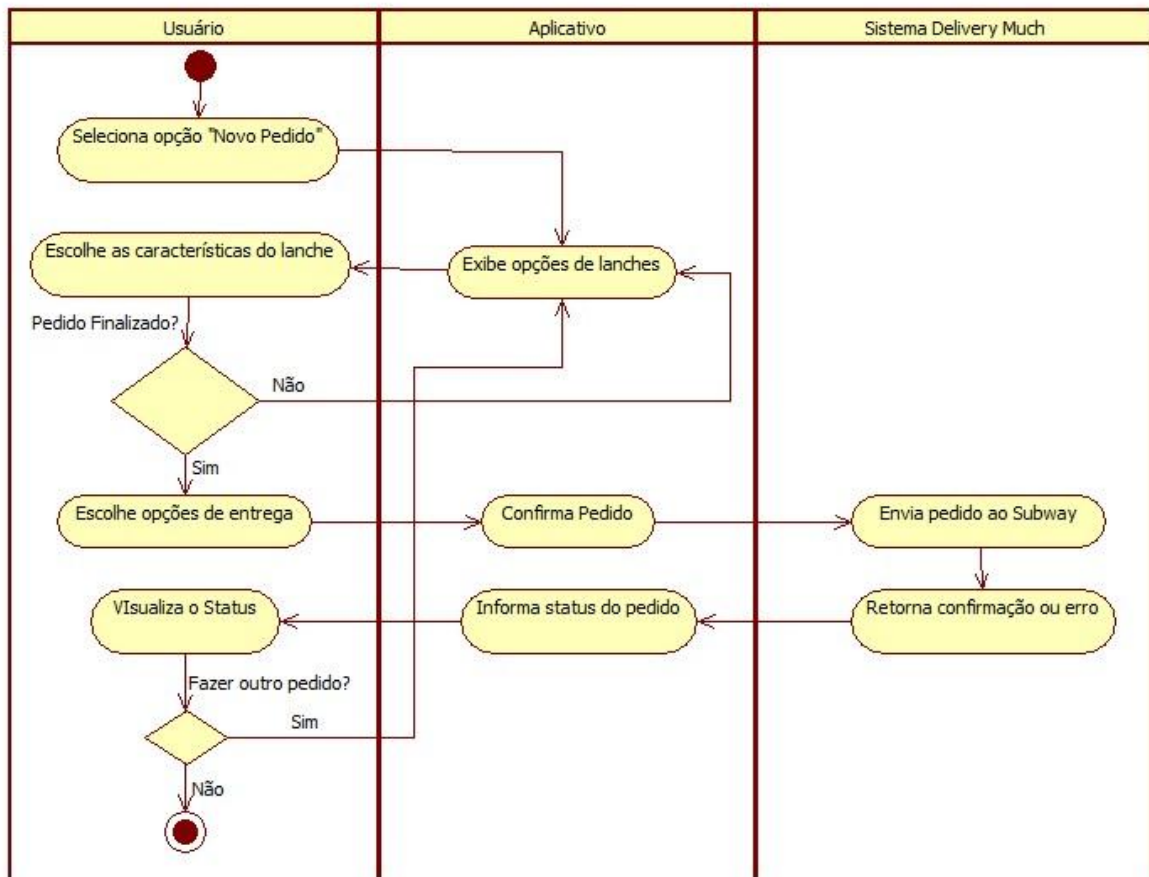 Usuário
Aplicativo
Sistema Delivery Much
Seleciona opção "Novo Pedido"
Escolhe as características do lanche
Exibe opções de lanches
Pedido Finalizado?
Não
Sim
Escolhe opções de entrega
Confirma Pedido
Envia pedido ao Subway
VIsualiza o Status
Informa status do pedido
Retorna confirmação ou erro
Fazer outro pedido?
Sim
Não